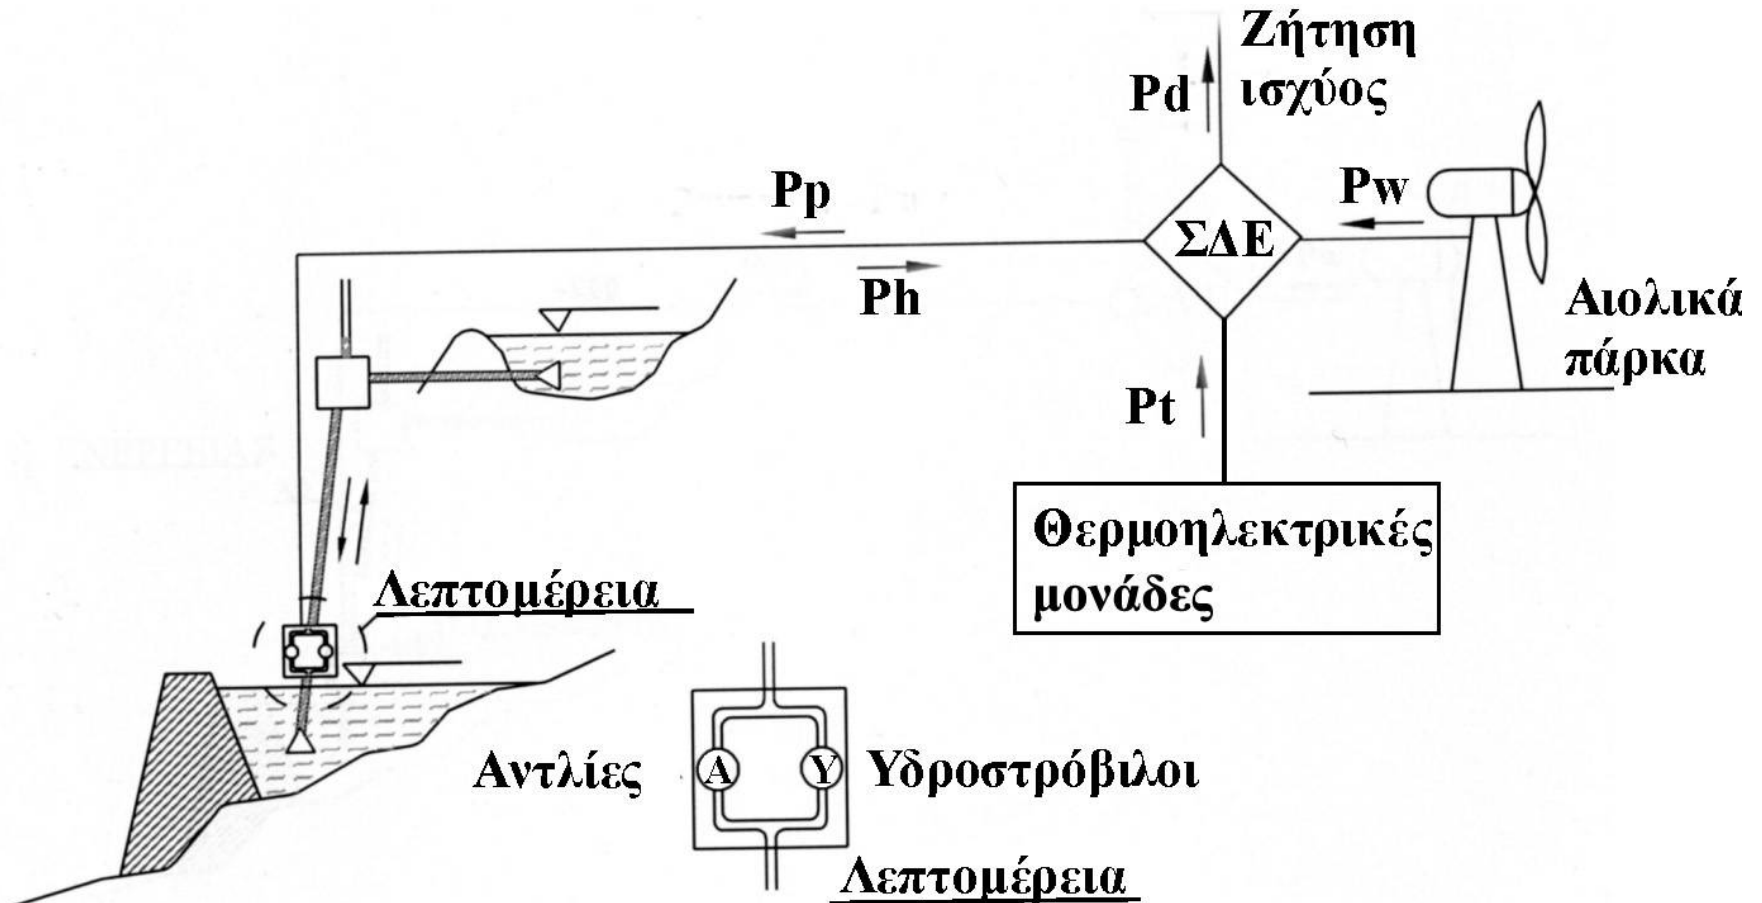 Ζήτηση
ισχύος
Pd
Pp
Pw
ΣΔΕ
Ph
Αιολικά
πάρκα
Pt
Θερμοηλεκτρικές
μονάδες
Λεπτομέρεια
Αντλίες
Α
Υ
Υδροστρόβιλοι
Λεπτομέρεια